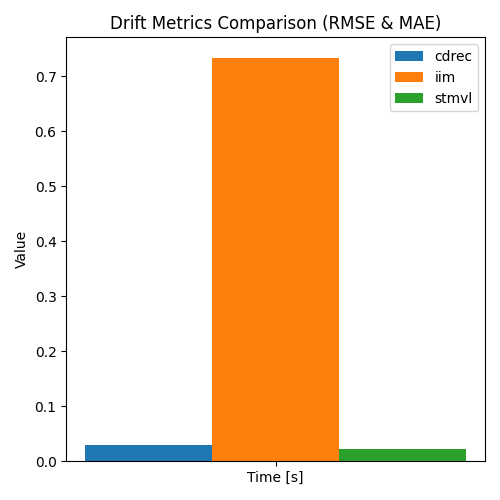 Drift Metrics Comparison (RMSE & MAE)
cdrec
iim
stmvl
0.7
0.6
0.5
0.4
0.3
0.2
0.1
0.0
Value
Time [s]